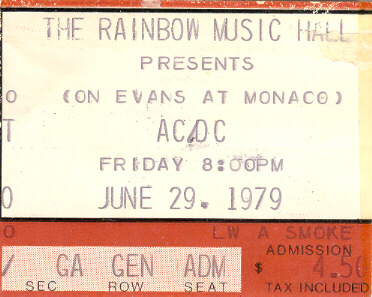 THE RAINBOW MUSIC HALL
PRESENTS
O (ON EVANS AT MONACO)
T AC/DC
FRIDAY 8:00PM
O JUNE 29. 1979
O LW A SMOKE
ADMISSION
/ GA GEN ADM $ 4.50
SEC ROW SEAT TAX INCLUDED